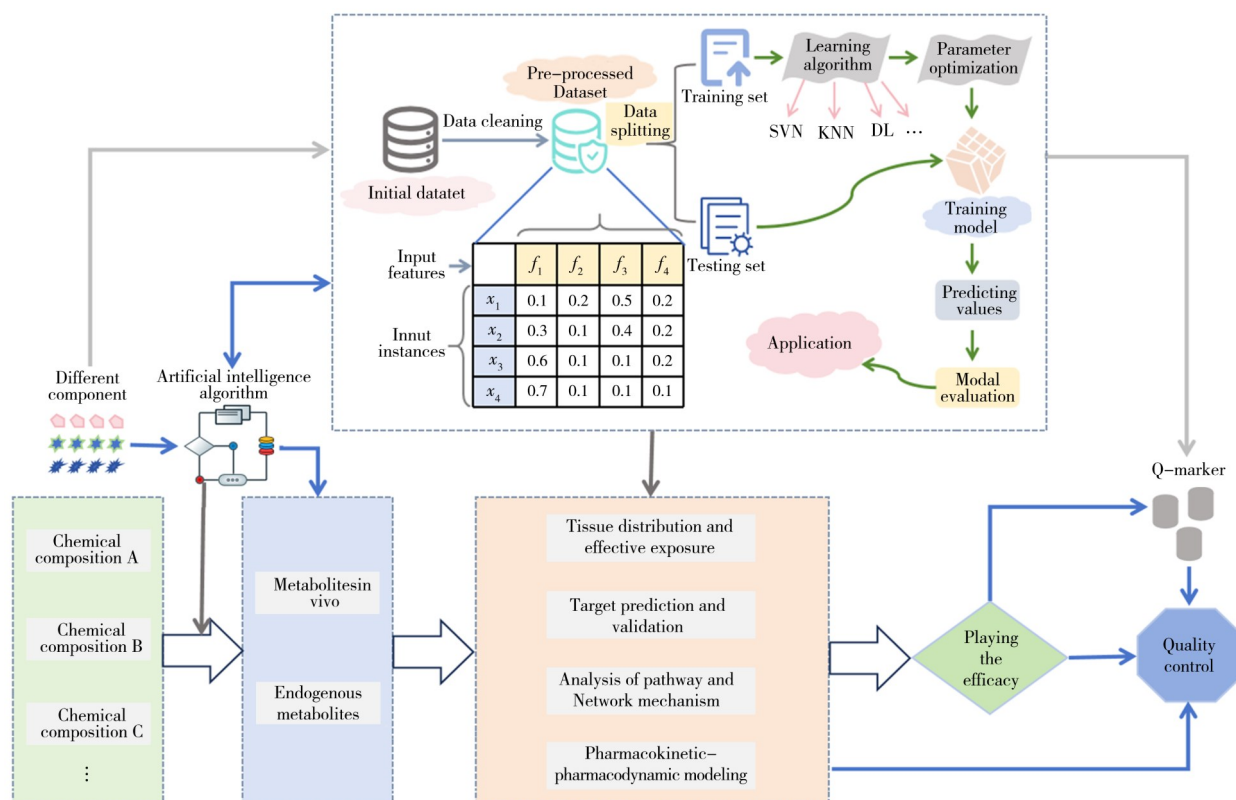 Pre-processed
Dataset
Data cleaning
Initial datatet
Data
splitting
Training set
Learning
algorithm
Parameter
optimization
SVN
KNN
DL
...
Testing set
Training
model
Predicting
values
Modal
evaluation
Application
Input
features
f1 f2 f3 f4
Innut
instances
x1 0.1 0.2 0.5 0.2
x2 0.3 0.1 0.4 0.2
x3 0.6 0.1 0.1 0.2
x4 0.7 0.1 0.1 0.1
Different
component
Artificial intelligence
algorithm
Chemical
composition A
Chemical
composition B
Chemical
composition C
⋮
Metabolitesin
vivo
Endogenous
metabolites
Tissue distribution and
effective exposure
Target prediction and
validation
Analysis of pathway and
Network mechanism
Pharmacokinetic-
pharmacodynamic modeling
Playing
the
efficacy
Q-marker
Quality
control